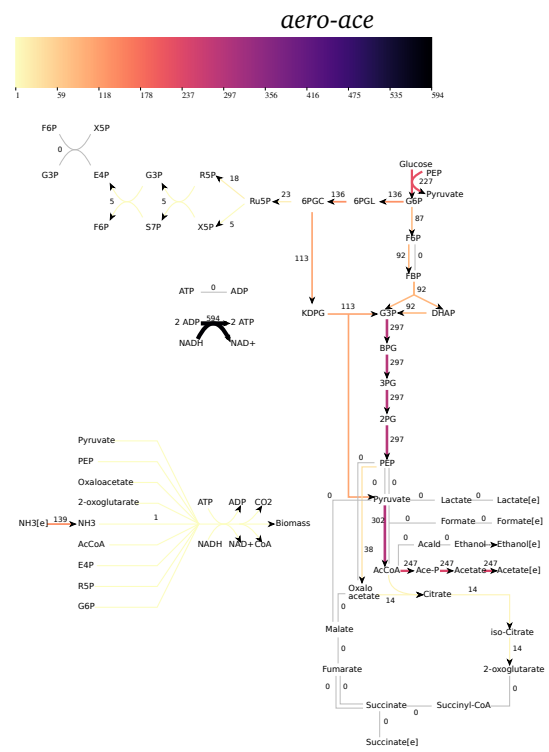 aero-ace
1 59 118 178 237 297 356 416 475 535 594
F6P X5P
0
G3P E4P G3P R5P 18
5 5
F6P S7P X5P 5
Ru5P 23 6PGC 136 6PGL 136 G6P
Glucose
PEP
227
Pyruvate
87
F6P
92 0
FBP
92
113
ATP 0 ADP
2 ADP 594 2 ATP
NADH NAD+
KDPG 113 G3P 92 DHAP
297
BPG
297
3PG
297
2PG
297
PEP
0
0 0
Pyruvate 0 Lactate 0 Lactate[e]
302
0 Formate 0 Formate[e]
0 Acald 0 Ethanol 0 Ethanol[e]
38
AcCoA 247 Ace-P 247 Acetate 247 Acetate[e]
Oxalo
acetate 14 Citrate 14
0
Malate
iso-Citrate
0
14
Fumarate
2-oxoglutarate
0 0
0
Succinate 0 Succinyl-CoA
0
Succinate[e]
Pyruvate
PEP
Oxaloacetate
2-oxoglutarate
NH3[e] 139 NH3 1
AcCoA
E4P
R5P
G6P
ATP ADP CO2
Biomass
NADH NAD+ CoA